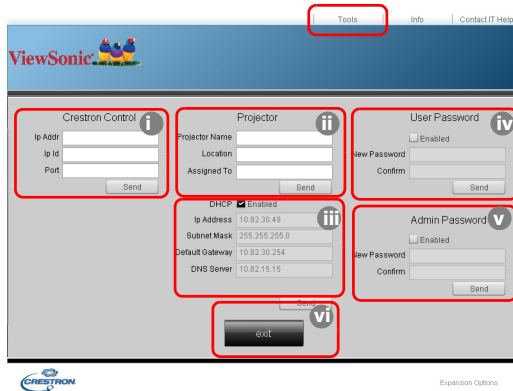 Tools Info Contact IT Help
ViewSonic
Crestron Control
i
Ip Addr
Ip Id
Port
Send
Projector
ii
Projector Name
Location
Assigned To
Send
DHCP Enabled
iii
Ip Address 10.82.30.49
Subnet Mask 255.255.255.0
Default Gateway 10.82.30.254
DNS Server 10.82.15.15
Send
User Password
iv
Enabled
New Password
Confirm
Send
Admin Password
v
Enabled
New Password
Confirm
Send
vi
exit
CRESTRON
Expansion Options